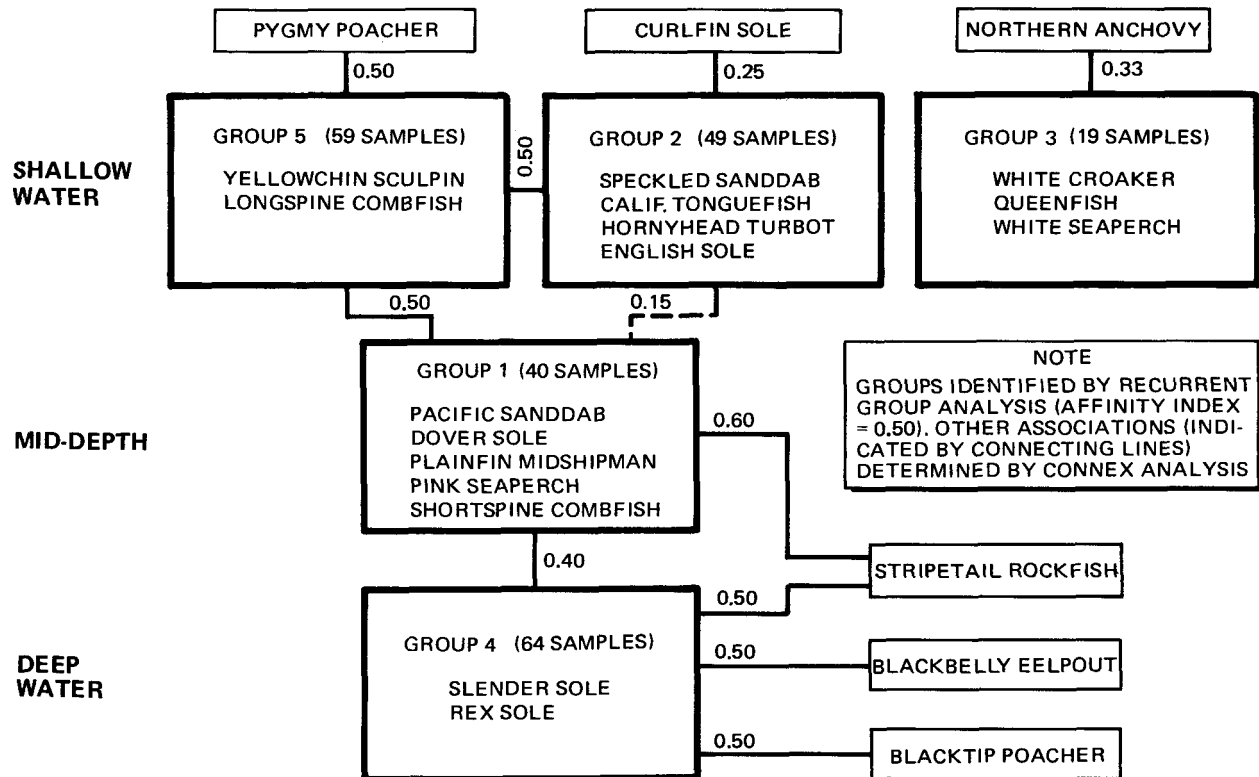 PYGMY POACHER
CURLFIN SOLE
NORTHERN ANCHOVY
0.50
0.25
0.33
SHALLOW
WATER
GROUP 5 (59 SAMPLES)
YELLOWCHIN SCULPIN
LONGSPINE COMBFISH
0.50
GROUP 2 (49 SAMPLES)
SPECKLED SANDDAB
CALIF. TONGUEFISH
HORNYHEAD TURBOT
ENGLISH SOLE
GROUP 3 (19 SAMPLES)
WHITE CROAKER
QUEENFISH
WHITE SEAPERCH
0.50
0.15
MID-DEPTH
GROUP 1 (40 SAMPLES)
PACIFIC SANDDAB
DOVER SOLE
PLAINFIN MIDSHIPMAN
PINK SEAPERCH
SHORTSPINE COMBFISH
0.60
NOTE
GROUPS IDENTIFIED BY RECURRENT
GROUP ANALYSIS (AFFINITY INDEX
= 0.50). OTHER ASSOCIATIONS (INDI-
CATED BY CONNECTING LINES)
DETERMINED BY CONNEX ANALYSIS
0.40
STRIPETAIL ROCKFISH
0.50
DEEP
WATER
GROUP 4 (64 SAMPLES)
SLENDER SOLE
REX SOLE
0.50
BLACKBELLY EELPOUT
0.50
BLACKTIP POACHER